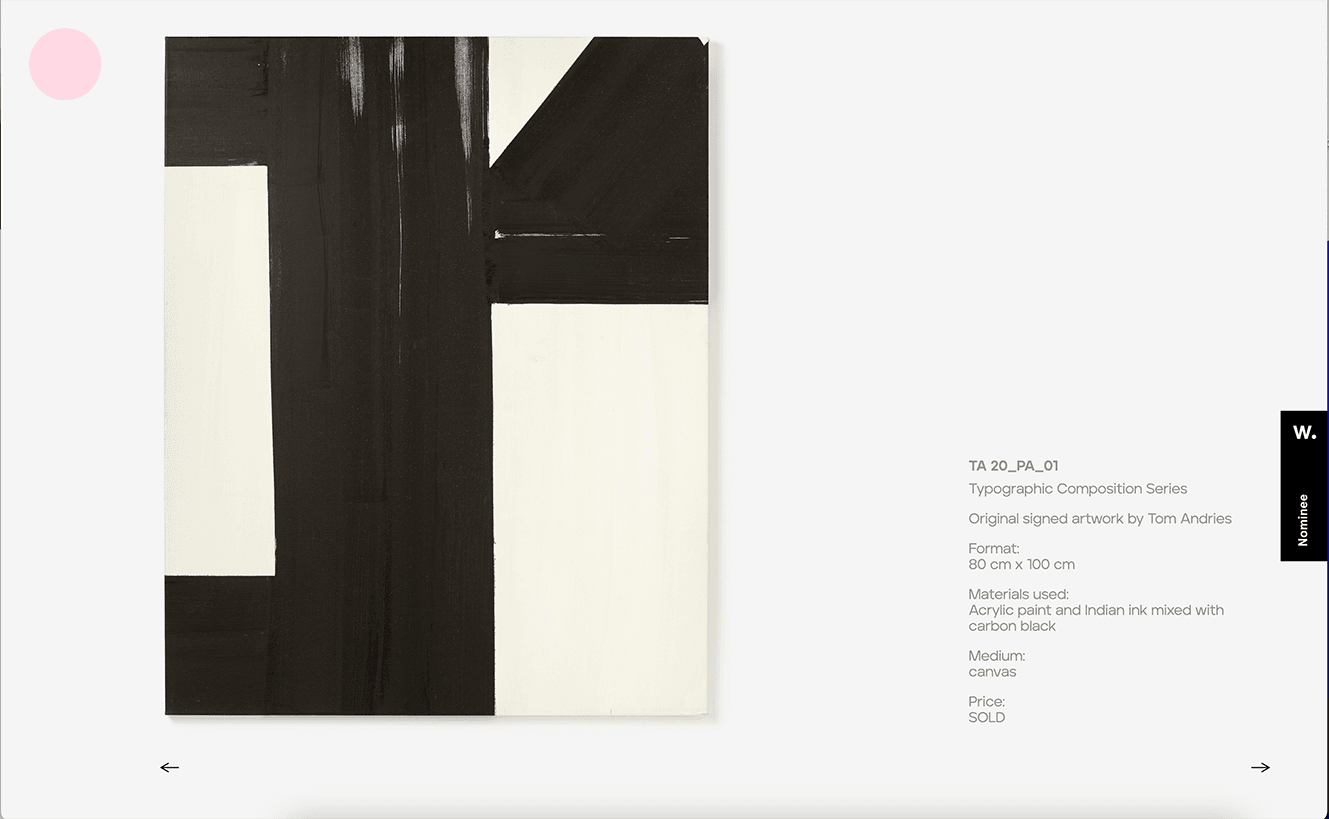 TA 20_PA_01
Typographic Composition Series
Original signed artwork by Tom Andries
Format:
80 cm x 100 cm
Materials used:
Acrylic paint and Indian ink mixed with
carbon black
Medium:
canvas
Price:
SOLD
W.
Nominee